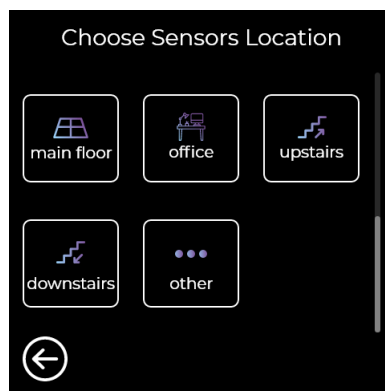 Choose Sensors Location
main floor
office
upstairs
downstairs
other